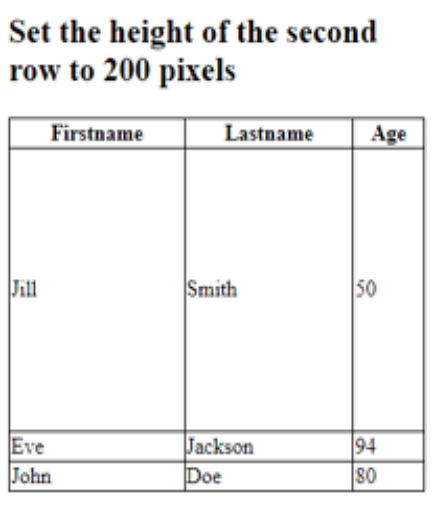 Set the height of the second
row to 200 pixels
Firstname Lastname Age
Jill Smith 50
Eve Jackson 94
John Doe 80